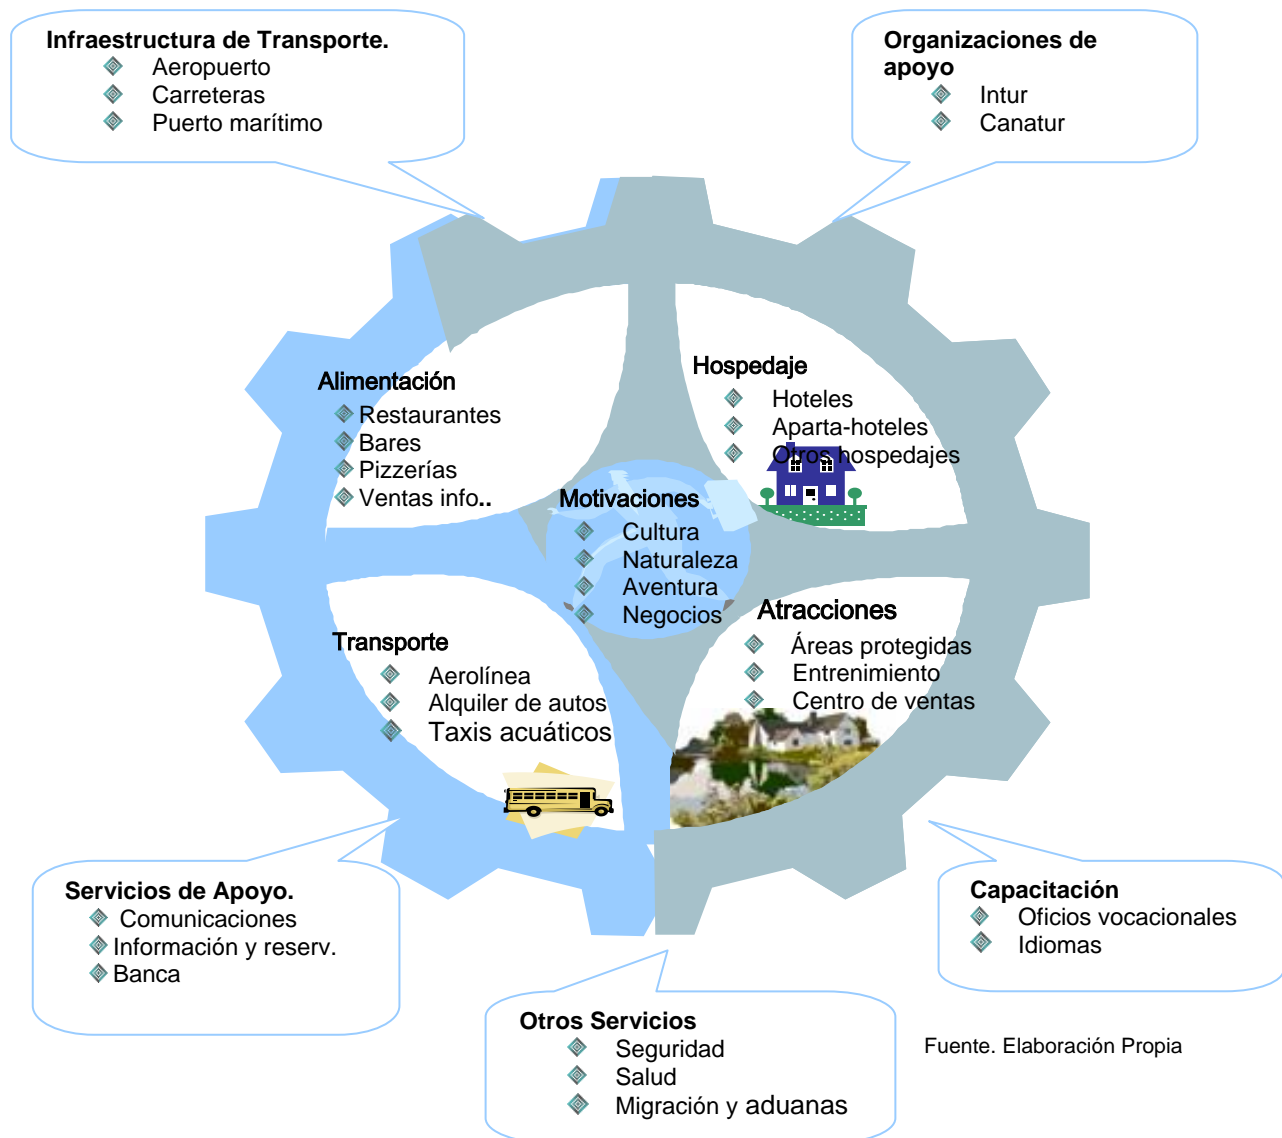 Infraestructura de Transporte.
Aeropuerto
Carreteras
Puerto marítimo
Organizaciones de
apoyo
Intur
Canatur
Alimentación
Restaurantes
Bares
Pizzerías
Ventas info..
Hospedaje
Hoteles
Aparta-hoteles
Otros hospedajes
Motivaciones
Cultura
Naturaleza
Aventura
Negocios
Transporte
Aerolínea
Alquiler de autos
Taxis acuáticos
Atracciones
Áreas protegidas
Entrenimiento
Centro de ventas
Servicios de Apoyo.
Comunicaciones
Información y reserv.
Banca
Capacitación
Oficios vocacionales
Idiomas
Otros Servicios
Seguridad
Salud
Migración y aduanas
Fuente. Elaboración Propia